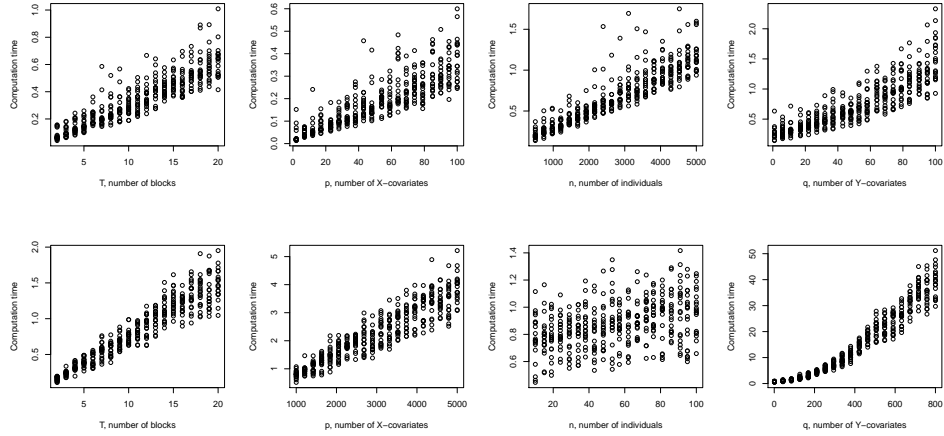 Computation time
0.2 0.4 0.6 0.8 1.0
5 10 15 20
T, number of blocks
Computation time
0.0 0.1 0.2 0.3 0.4 0.5 0.6
0 20 40 60 80 100
p, number of X−covariates
Computation time
0.5 1.0 1.5
1000 2000 3000 4000 5000
n, number of individuals
Computation time
0.5 1.0 1.5 2.0
0 20 40 60 80 100
q, number of Y−covariates
Computation time
0.5 1.0 1.5 2.0
5 10 15 20
T, number of blocks
Computation time
1 2 3 4 5
1000 2000 3000 4000 5000
p, number of X−covariates
Computation time
0.6 0.8 1.0 1.2 1.4
20 40 60 80 100
n, number of individuals
Computation time
0 10 20 30 40 50
0 200 400 600 800
q, number of Y−covariates